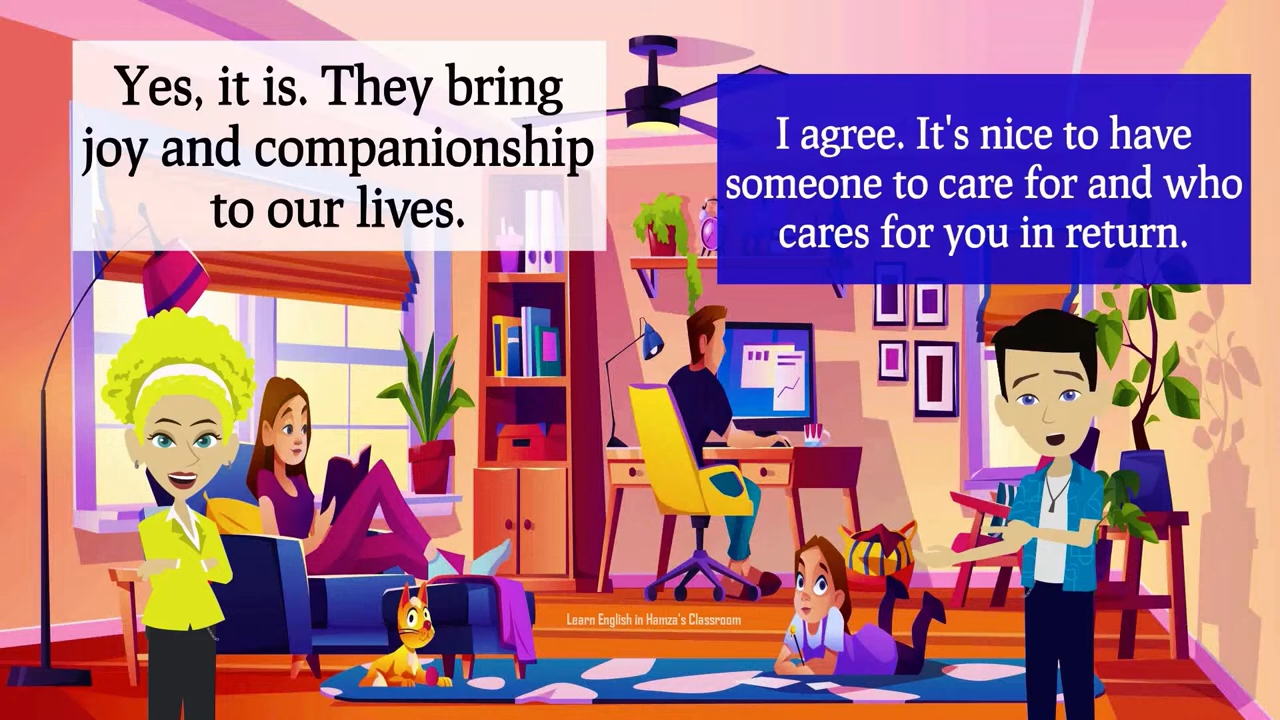 Yes, it is. They bring
joy and companionship
to our lives.
I agree. It's nice to have
someone to care for and who
cares for you in return.
Learn English in Hamza's Classroom